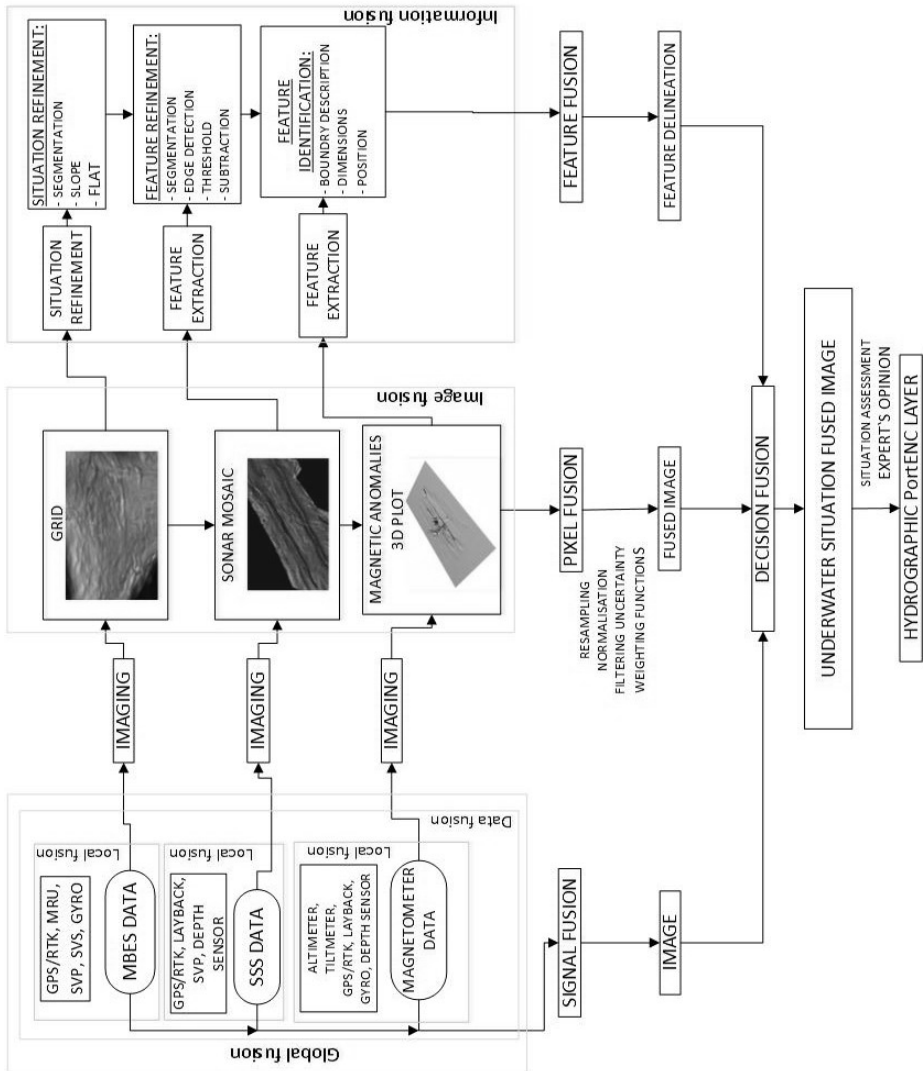 Global fusion
Data fusion
Local fusion
GPS/RTK, MRU,
SVP, SVS, GYRO
MBES DATA
Local fusion
GPS/RTK, LAYBACK,
SVP, DEPTH
SENSOR
SSS DATA
Local fusion
ALTIMETER,
TILTMETER,
GPS/RTK, LAYBACK,
GYRO, DEPTH SENSOR
MAGNETOMETER
DATA
SIGNAL FUSION
IMAGE
IMAGING
IMAGING
IMAGING
Image fusion
GRID
SONAR MOSAIC
MAGNETIC ANOMALIES
3D PLOT
PIXEL FUSION
RESAMPLING
NORMALISATION
FILTERING UNCERTAINTY
WEIGHTING FUNCTIONS
FUSED IMAGE
Information fusion
SITUATION
REFINEMENT
SITUATION REFINEMENT:
- SEGMENTATION
- SLOPE
- FLAT
FEATURE
EXTRACTION
FEATURE REFINEMENT:
- SEGMENTATION
- EDGE DETECTION
- THRESHOLD
- SUBTRACTION
FEATURE
EXTRACTION
FEATURE
IDENTIFICATION:
- BOUNDRY DESCRIPTION
- DIMENSIONS
- POSITION
FEATURE FUSION
FEATURE DELINEATION
DECISION FUSION
UNDERWATER SITUATION FUSED IMAGE
SITUATION ASSESSMENT
EXPERT`S OPINION
HYDROGRAPHIC PortENC LAYER